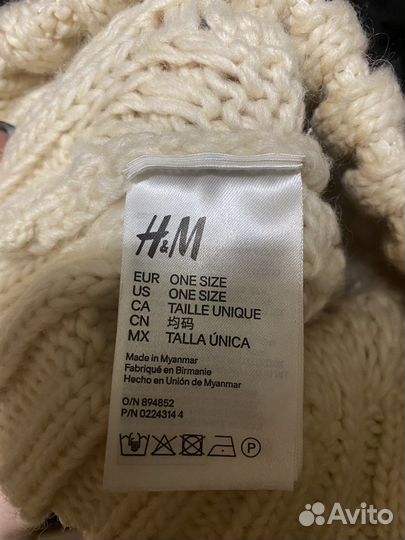 H&M
EUR ONE SIZE
US ONE SIZE
CA TAILLE UNIQUE
CN 均码
MX TALLA ÚNICA
Made in Myanmar
Fabriqué en Birmanie
Hecho en Unión de Myanmar
O/N 894852
P/N 0224314 4
P
Avito